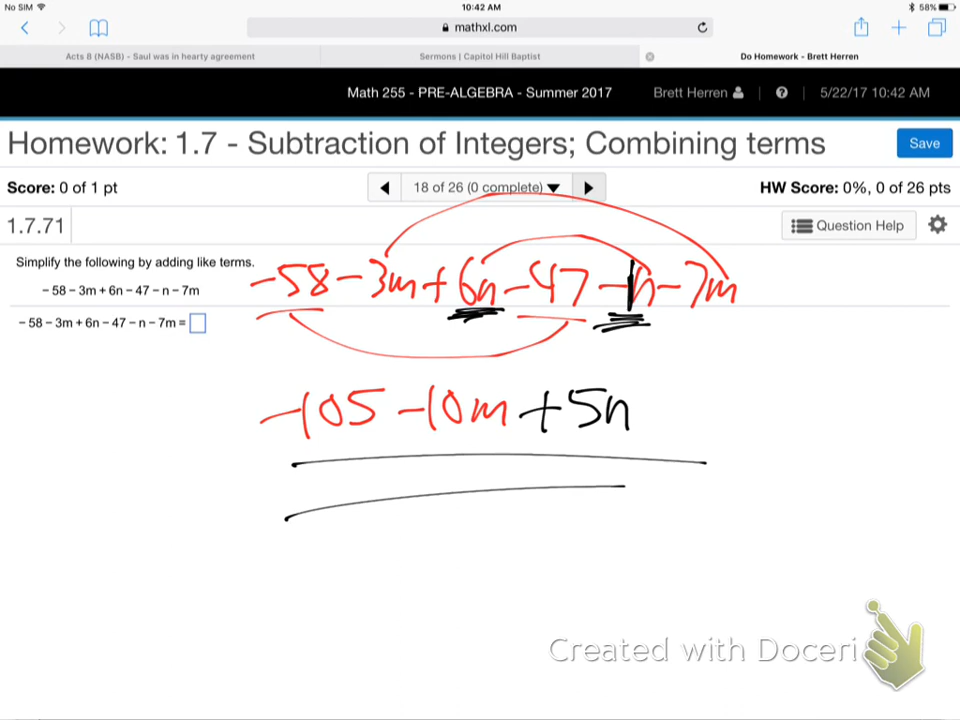 No SIM 10:42 AM 58%
mathxl.com
Acts 8 (NASB) - Saul was in hearty agreement Sermons | Capitol Hill Baptist Do Homework - Brett Herren
Math 255 - PRE-ALGEBRA - Summer 2017 Brett Herren | ? | 5/22/17 10:42 AM
Homework: 1.7 - Subtraction of Integers; Combining terms Save
Score: 0 of 1 pt 18 of 26 (0 complete) HW Score: 0%, 0 of 26 pts
1.7.71 Question Help
Simplify the following by adding like terms.
− 58 − 3m + 6n − 47 − n − 7m
− 58 − 3m + 6n − 47 − n − 7m =
−58 − 3m + 6n − 47 − 1n − 7m
−105 − 10m + 5n
Created with Doceri